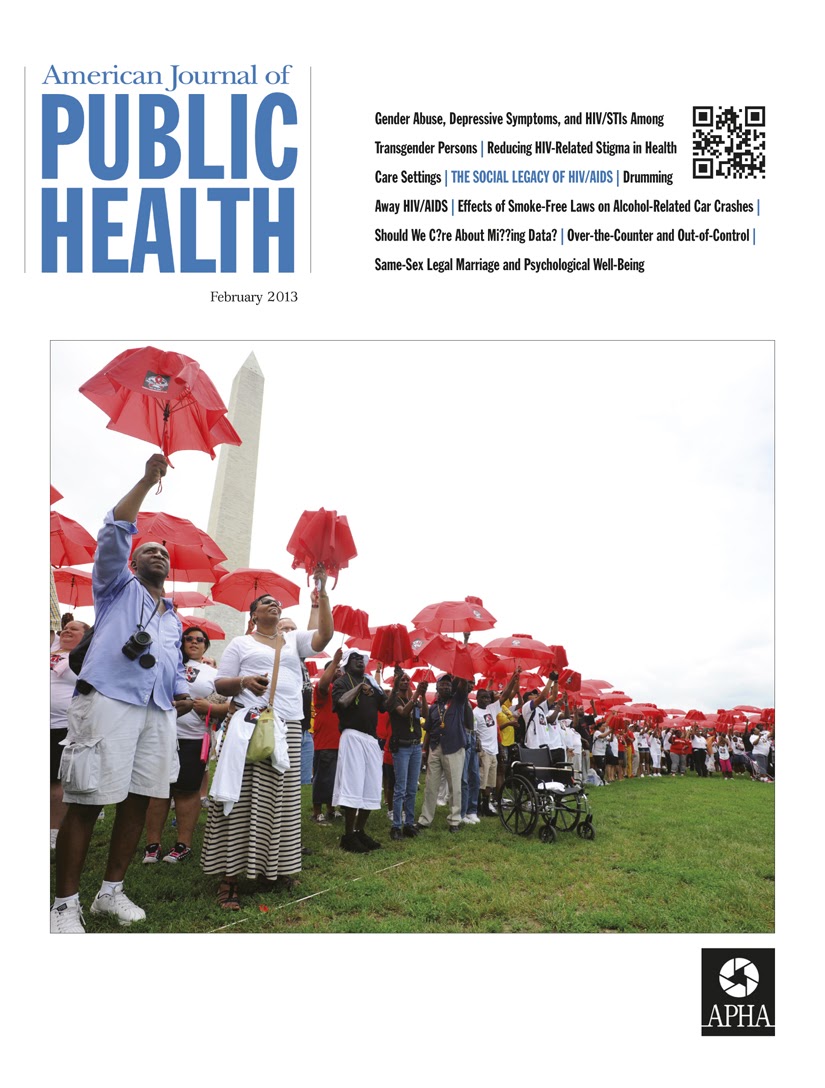 American Journal of
PUBLIC
HEALTH
February 2013
Gender Abuse, Depressive Symptoms, and HIV/STIs Among
Transgender Persons | Reducing HIV-Related Stigma in Health
Care Settings | THE SOCIAL LEGACY OF HIV/AIDS | Drumming
Away HIV/AIDS | Effects of Smoke-Free Laws on Alcohol-Related Car Crashes |
Should We C?re About Mi??ing Data? | Over-the-Counter and Out-of-Control |
Same-Sex Legal Marriage and Psychological Well-Being
APHA